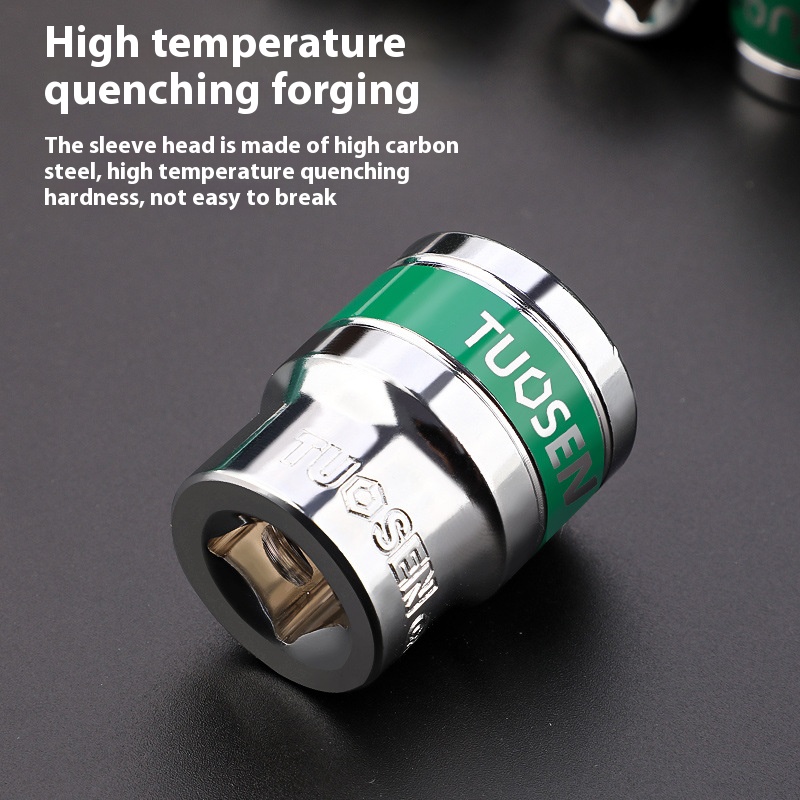 High temperature
quenching forging
The sleeve head is made of high carbon
steel, high temperature quenching
hardness, not easy to break
TUOSEN
TUOSEN